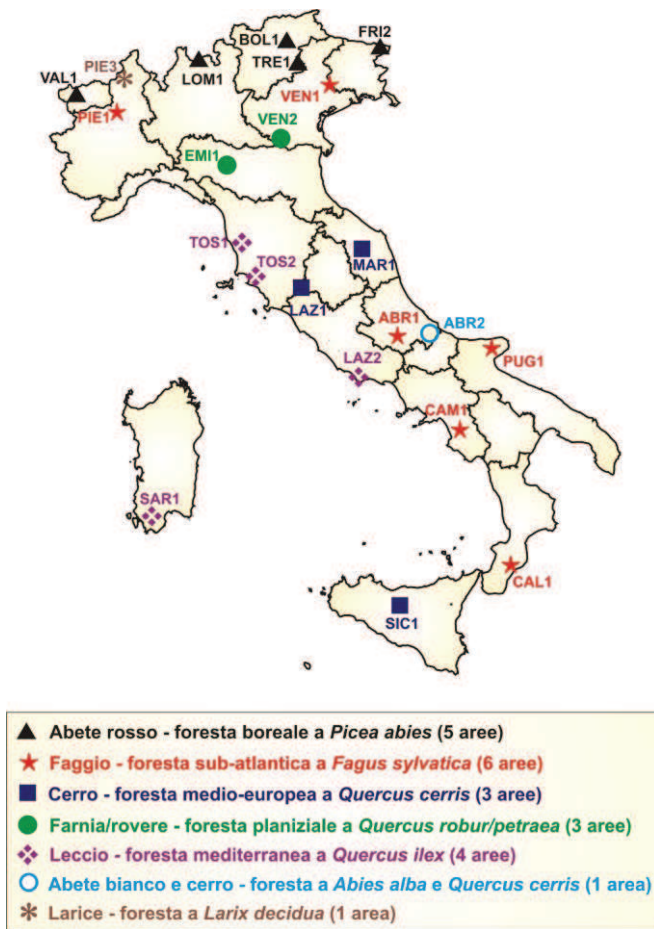 BOL1
FRI2
PIE3
TRE1
VAL1
LOM1
VEN1
PIE1
VEN2
EMI1
TOS1
TOS2
MAR1
LAZ1
ABR1
ABR2
LAZ2
PUG1
CAM1
SAR1
CAL1
SIC1
Abete rosso - foresta boreale a Picea abies (5 aree)
Faggio - foresta sub-atlantica a Fagus sylvatica (6 aree)
Cerro - foresta medio-europea a Quercus cerris (3 aree)
Farnia/rovere - foresta planiziale a Quercus robur/petraea (3 aree)
Leccio - foresta mediterranea a Quercus ilex (4 aree)
Abete bianco e cerro - foresta a Abies alba e Quercus cerris (1 area)
Larice - foresta a Larix decidua (1 area)